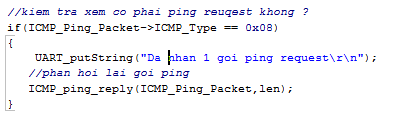 //kiem tra xem co phai ping reuqest khong ?
if(ICMP_Ping_Packet->ICMP_Type == 0x08)
{
UART_putString("Da nhan 1 goi ping request\r\n");
//phan hoi lai goi ping
ICMP_ping_reply(ICMP_Ping_Packet,len);
}